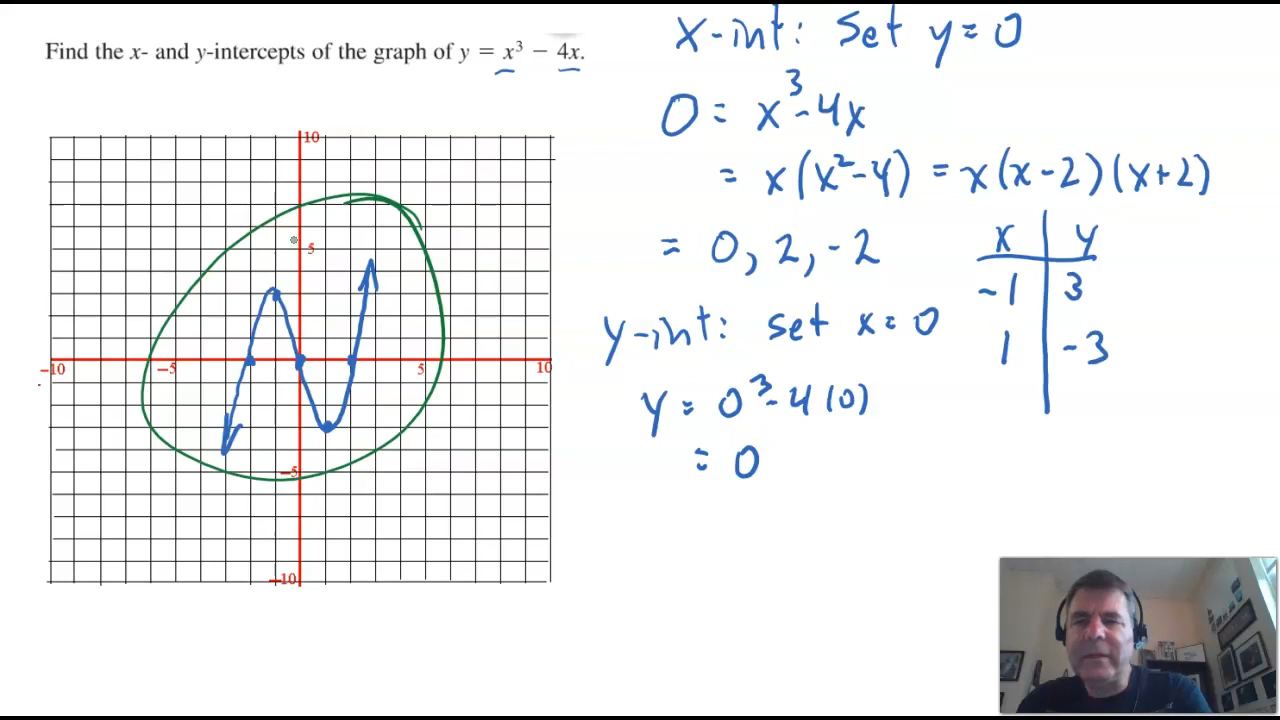 Find the x- and y-intercepts of the graph of y = x³ − 4x.
10
5
−10
−5
5
10
−5
−10
x-int: Set y=0
0 = x³-4x
= x(x²-4) = x(x-2)(x+2)
= 0, 2, -2
y-int: set x=0
y = 0³-4(0)
= 0
x y
-1 3
1 -3